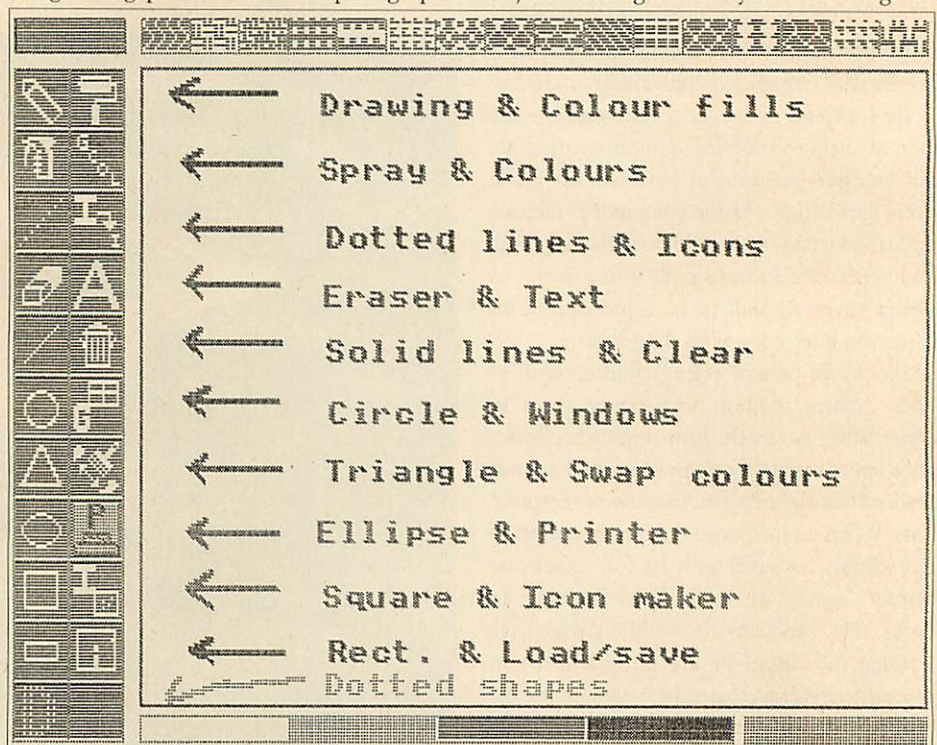 Drawing & Colour fills
Spray & Colours
Dotted lines & Icons
Eraser & Text
A
Solid lines & Clear
Circle & Windows
Triangle & Swap colours
Ellipse & Printer
P
Square & Icon maker
Rect. & Load/save
Dotted shapes